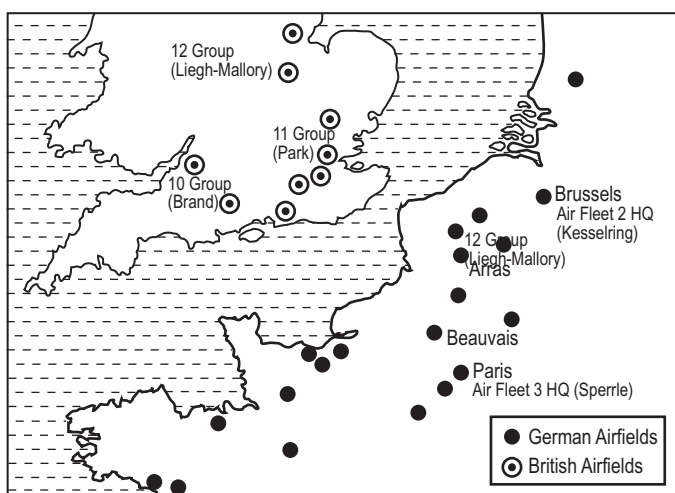 12 Group
(Liegh-Mallory)
11 Group
(Park)
10 Group
(Brand)
Brussels
Air Fleet 2 HQ
(Kesselring)
12 Group
(Liegh-Mallory)
Arras
Beauvais
Paris
Air Fleet 3 HQ (Sperrle)
German Airfields
British Airfields